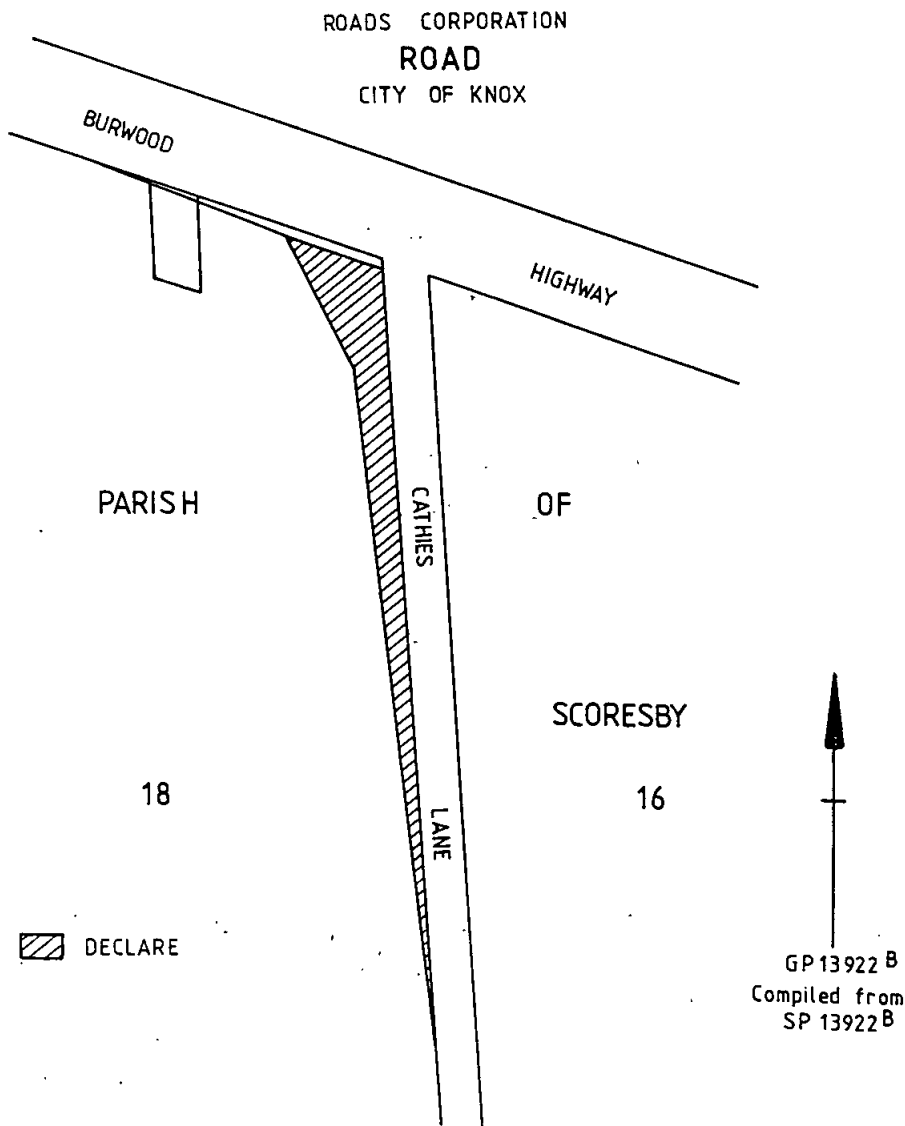 ROADS CORPORATION
ROAD
CITY OF KNOX
BURWOOD
HIGHWAY
PARISH
CATHIES
OF
SCORESBY
18
LANE
16
DECLARE
GP 13922 B
Compiled from
SP 13922 B